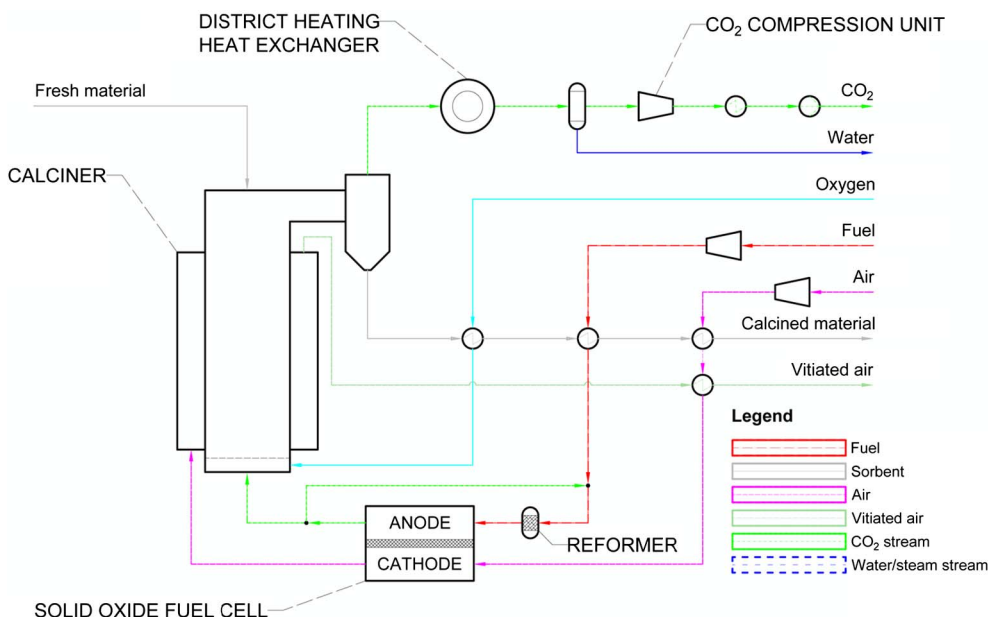 DISTRICT HEATING
HEAT EXCHANGER
CO₂ COMPRESSION UNIT
Fresh material
CO₂
Water
CALCINER
Oxygen
Fuel
Air
Calcined material
Vitiated air
Legend
Fuel
Sorbent
Air
Vitiated air
CO₂ stream
Water/steam stream
ANODE
CATHODE
REFORMER
SOLID OXIDE FUEL CELL